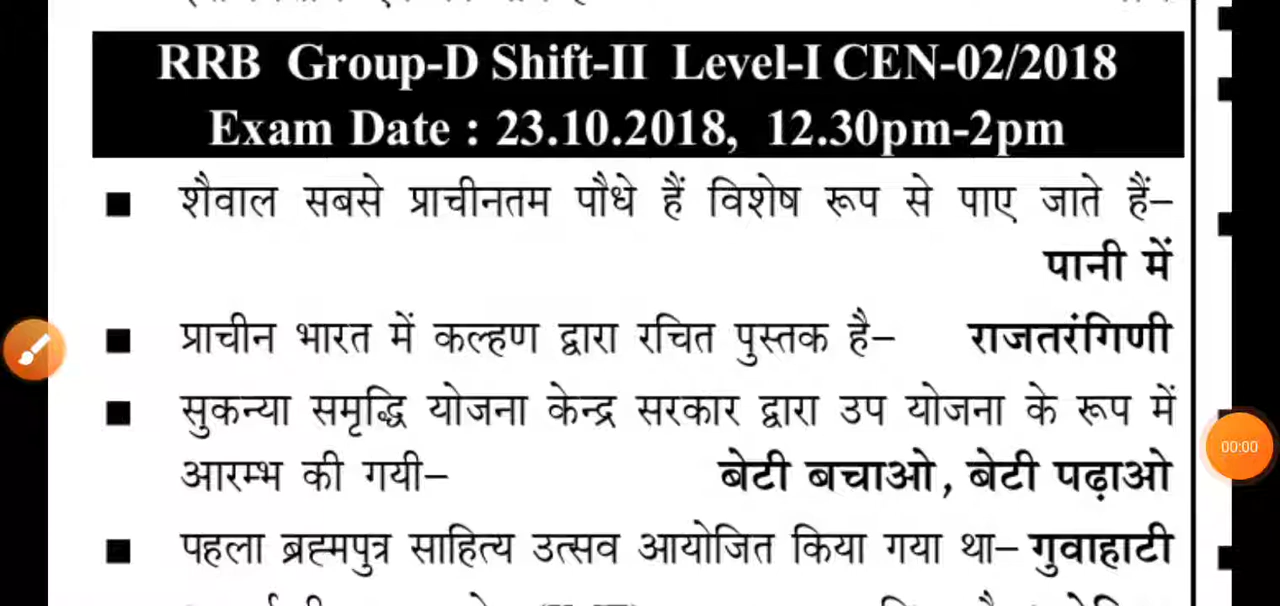 RRB Group-D Shift-II Level-I CEN-02/2018
Exam Date : 23.10.2018, 12.30pm-2pm
■ शैवाल सबसे प्राचीनतम पौधे हैं विशेष रूप से पाए जाते हैं–
पानी में
■ प्राचीन भारत में कल्हण द्वारा रचित पुस्तक है– राजतरंगिणी
■ सुकन्या समृद्धि योजना केन्द्र सरकार द्वारा उप योजना के रूप में
आरम्भ की गयी– बेटी बचाओ, बेटी पढ़ाओ
■ पहला ब्रह्मपुत्र साहित्य उत्सव आयोजित किया गया था– गुवाहाटी
00:00